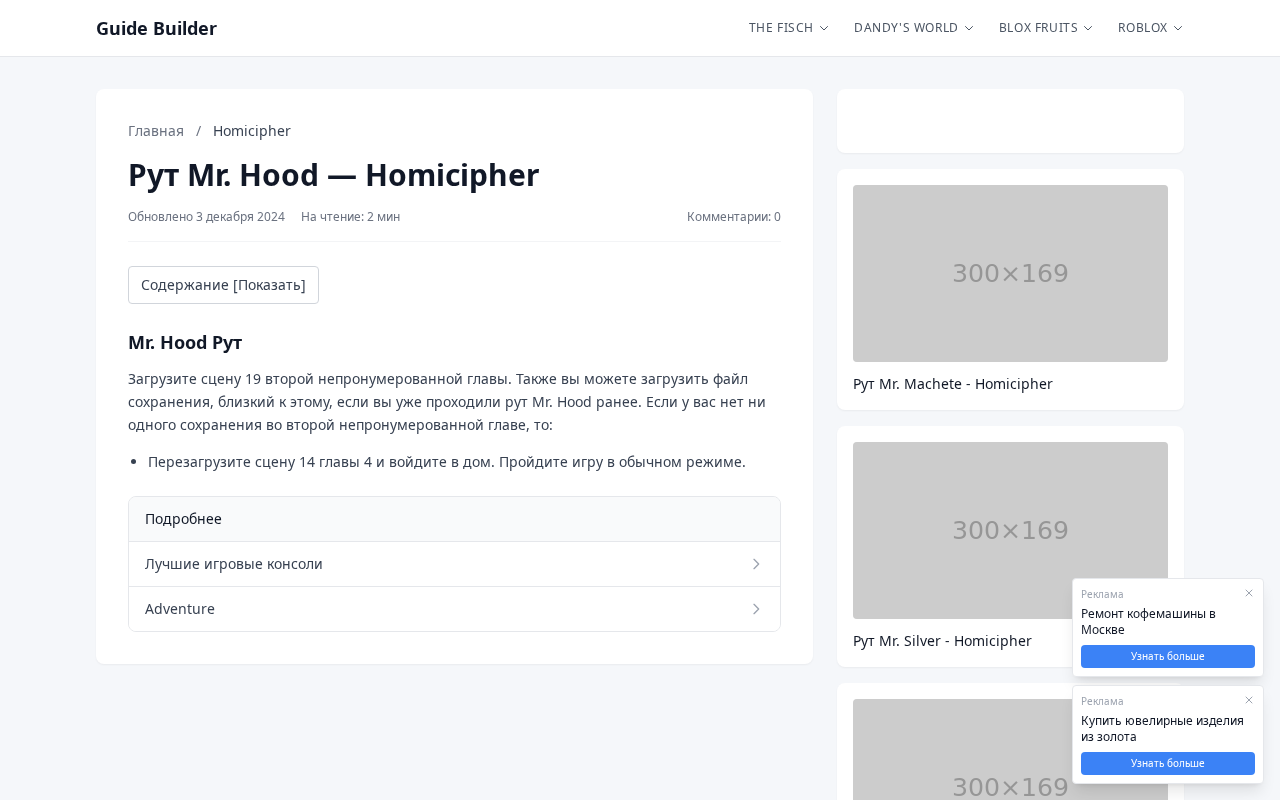 Guide Builder
THE FISCH
DANDY'S WORLD
BLOX FRUITS
ROBLOX
Главная / Homicipher
Рут Mr. Hood — Homicipher
Обновлено 3 декабря 2024
На чтение: 2 мин
Комментарии: 0
Содержание [Показать]
Mr. Hood Рут
Загрузите сцену 19 второй непронумерованной главы. Также вы можете загрузить файл
сохранения, близкий к этому, если вы уже проходили рут Mr. Hood ранее. Если у вас нет ни
одного сохранения во второй непронумерованной главе, то:
• Перезагрузите сцену 14 главы 4 и войдите в дом. Пройдите игру в обычном режиме.
Подробнее
Лучшие игровые консоли
Adventure
300×169
Рут Mr. Machete - Homicipher
300×169
Рут Mr. Silver - Homicipher
300×169
Реклама
Ремонт кофемашины в
Москве
Узнать больше
Реклама
Купить ювелирные изделия
из золота
Узнать больше